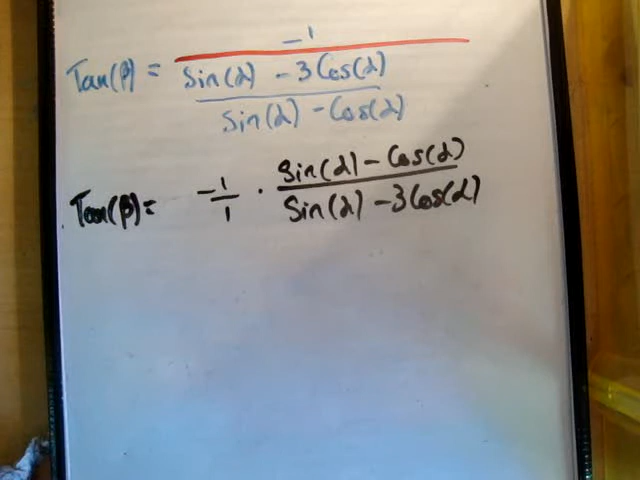 Tan(β) = -1 / ((Sin(α) - 3Cos(α)) / (Sin(α) - Cos(α)))
Tan(β) = -1/1 · (Sin(α) - Cos(α)) / (Sin(α) - 3Cos(α))